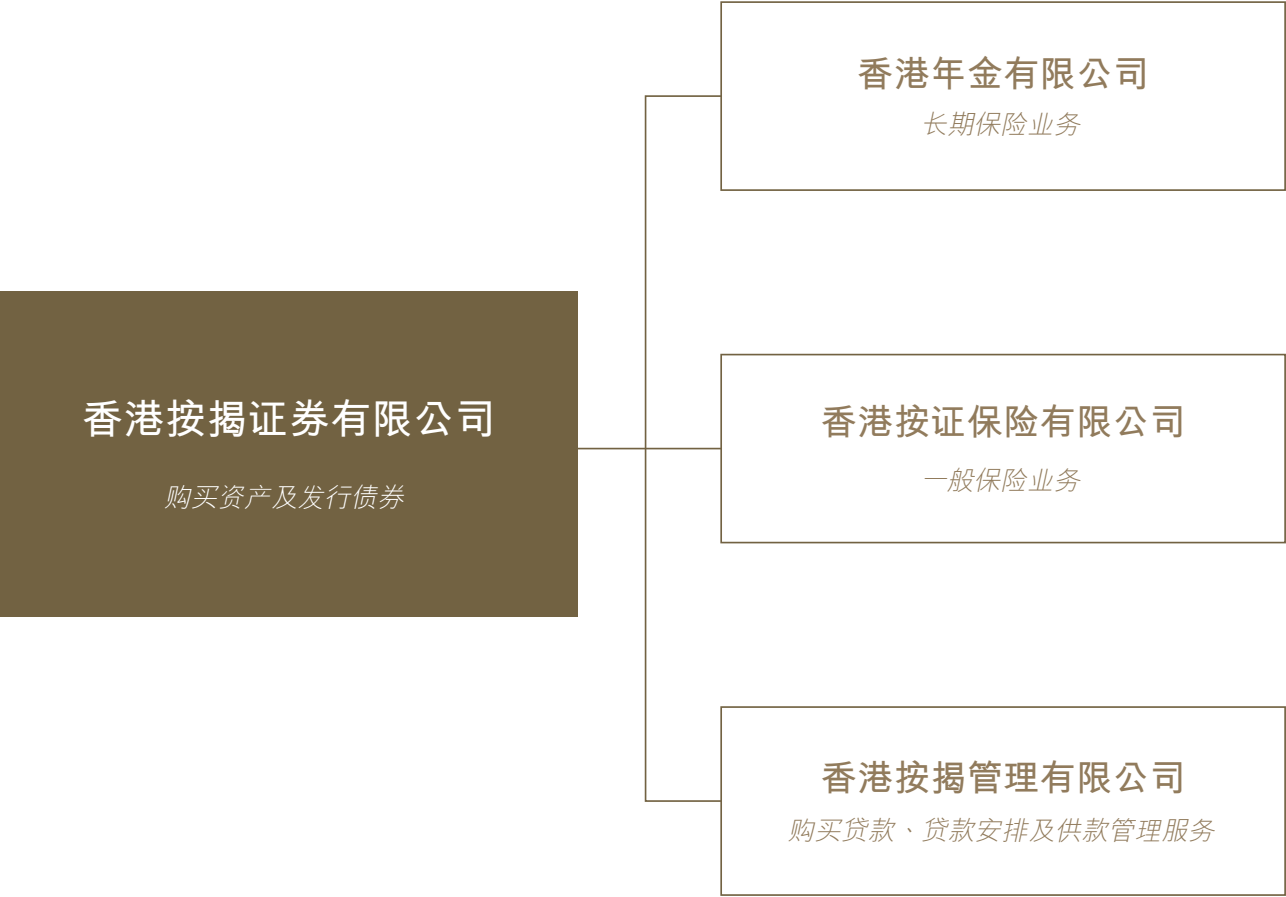 香港年金有限公司
长期保险业务
香港按揭证券有限公司
购买资产及发行债券
香港按证保险有限公司
一般保险业务
香港按揭管理有限公司
购买贷款、贷款安排及供款管理服务